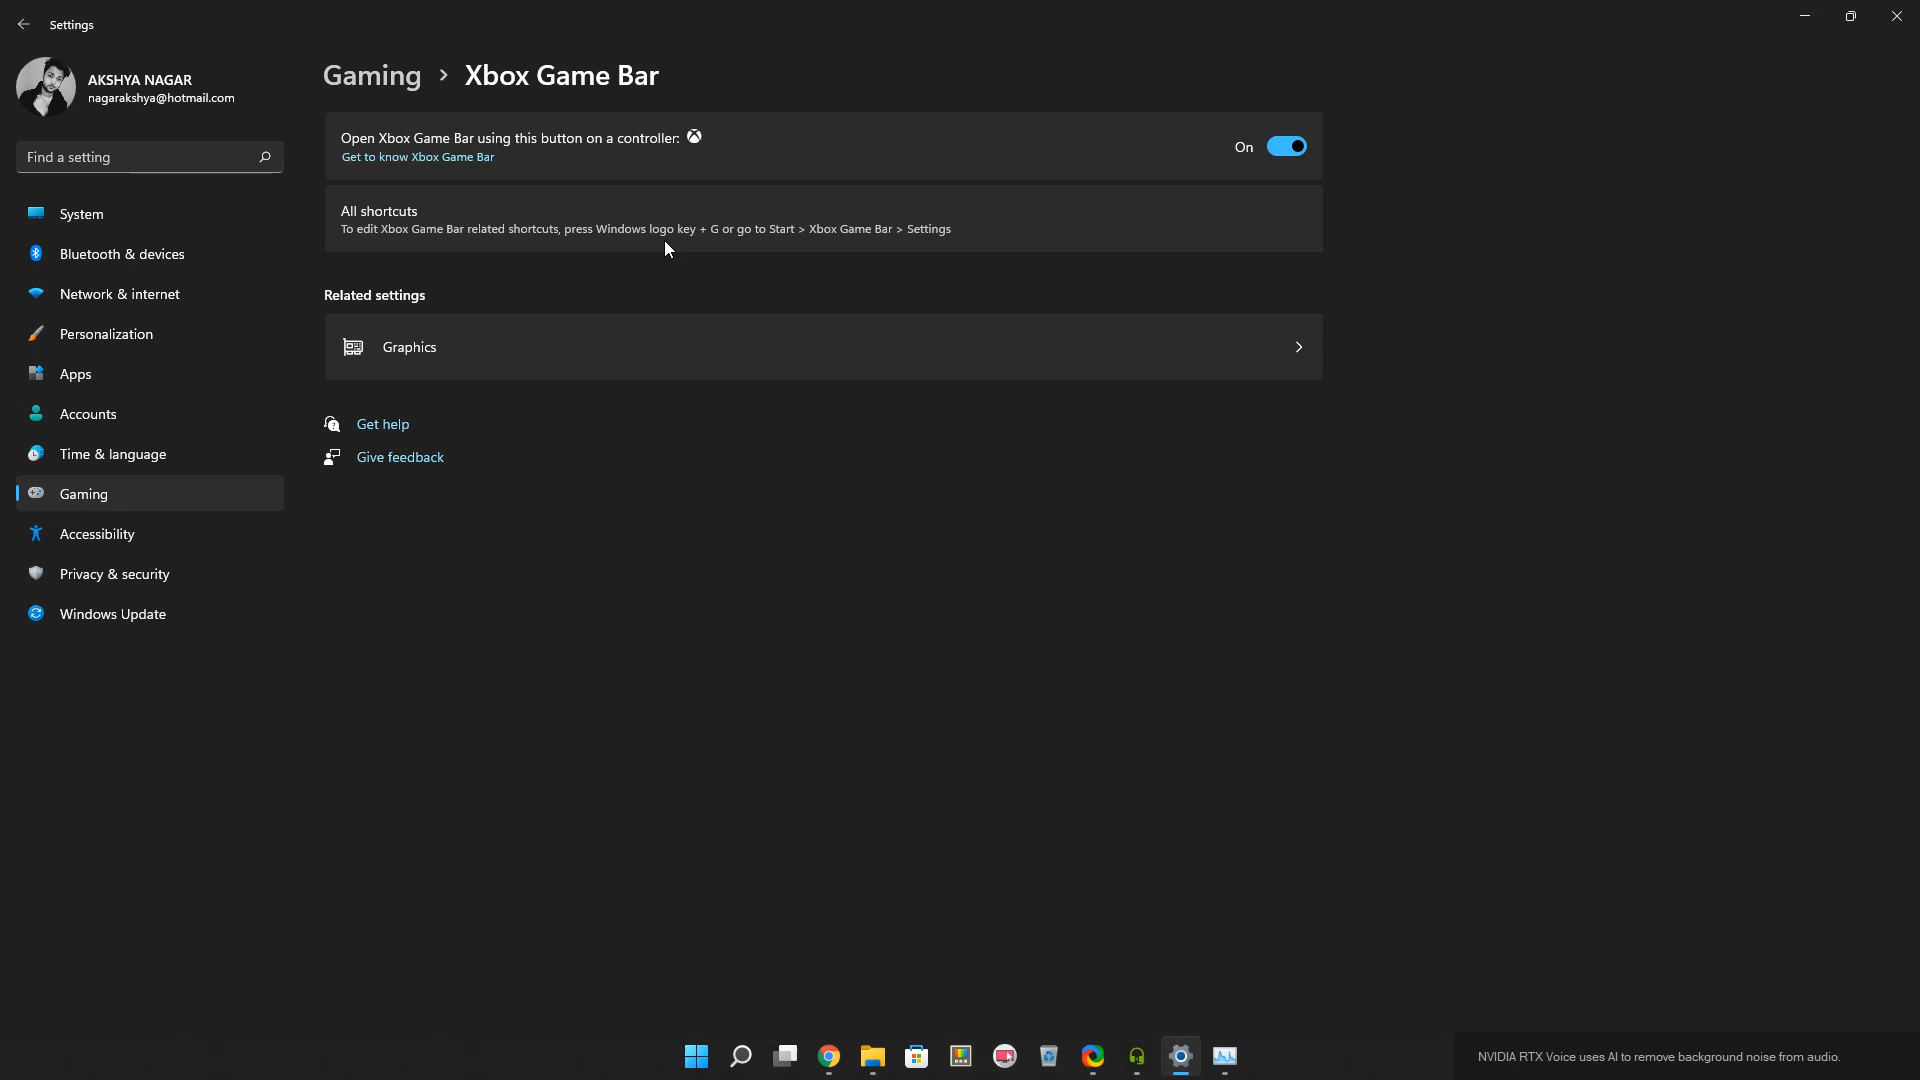 Settings
AKSHYA NAGAR
nagarakshya@hotmail.com
Find a setting
System
Bluetooth & devices
Network & internet
Personalization
Apps
Accounts
Time & language
Gaming
Accessibility
Privacy & security
Windows Update
Gaming > Xbox Game Bar
Open Xbox Game Bar using this button on a controller:
Get to know Xbox Game Bar
On
All shortcuts
To edit Xbox Game Bar related shortcuts, press Windows logo key + G or go to Start > Xbox Game Bar > Settings
Related settings
Graphics
Get help
Give feedback
NVIDIA RTX Voice uses AI to remove background noise from audio.